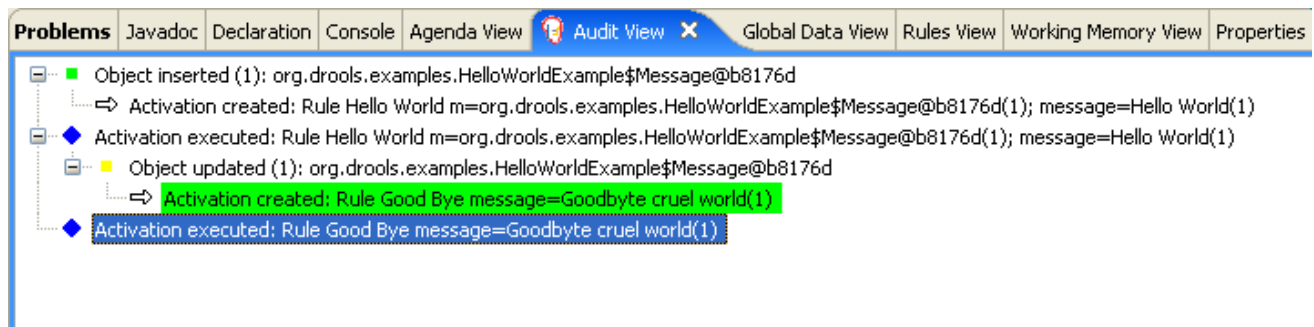 Problems Javadoc Declaration Console Agenda View Audit View Global Data View Rules View Working Memory View Properties
Object inserted (1): org.drools.examples.HelloWorldExample$Message@b8176d
Activation created: Rule Hello World m=org.drools.examples.HelloWorldExample$Message@b8176d(1); message=Hello World(1)
Activation executed: Rule Hello World m=org.drools.examples.HelloWorldExample$Message@b8176d(1); message=Hello World(1)
Object updated (1): org.drools.examples.HelloWorldExample$Message@b8176d
Activation created: Rule Good Bye message=Goodbyte cruel world(1)
Activation executed: Rule Good Bye message=Goodbyte cruel world(1)